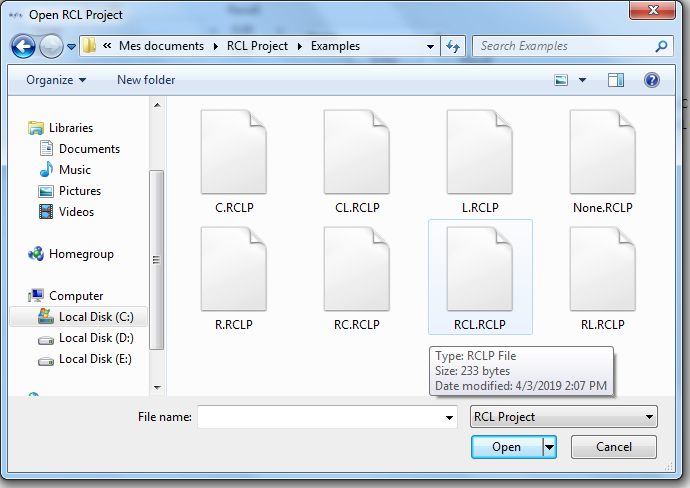 Open RCL Project
« Mes documents ▸ RCL Project ▸ Examples
Search Examples
Organize
New folder
Libraries
Documents
Music
Pictures
Videos
Homegroup
Computer
Local Disk (C:)
Local Disk (D:)
Local Disk (E:)
C.RCLP
CL.RCLP
L.RCLP
None.RCLP
R.RCLP
RC.RCLP
RCL.RCLP
RL.RCLP
Type: RCLP File
Size: 233 bytes
Date modified: 4/3/2019 2:07 PM
File name:
RCL Project
Open
Cancel